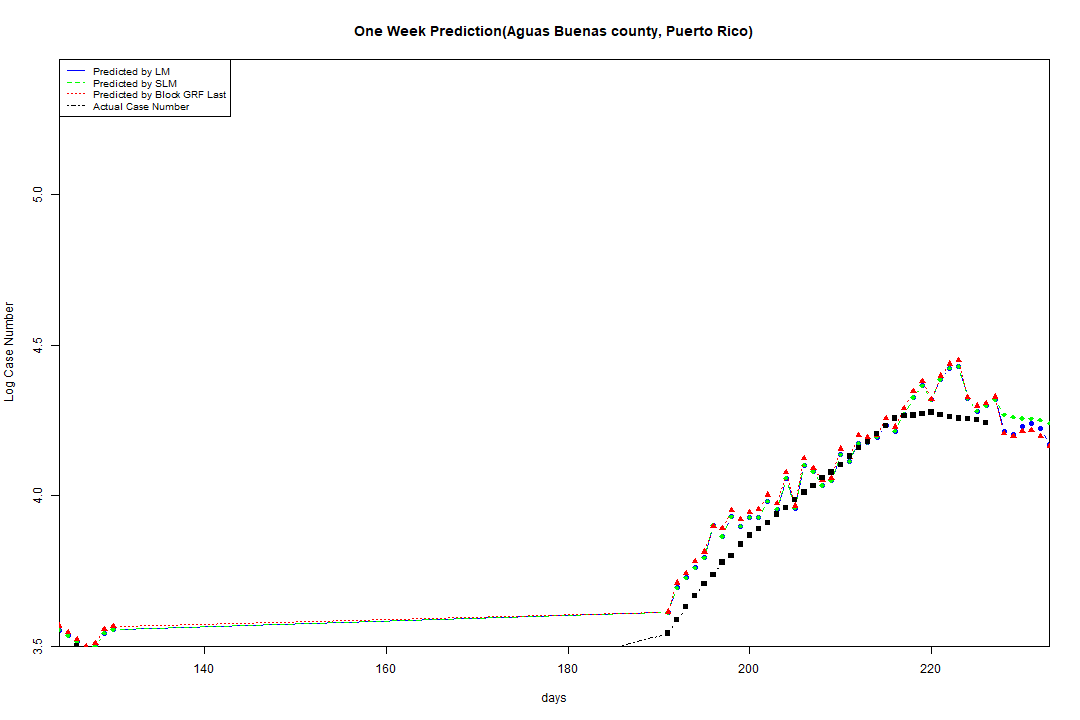 One Week Prediction(Aguas Buenas county, Puerto Rico)
Predicted by LM
Predicted by SLM
Predicted by Block GRF Last
Actual Case Number
5.0
4.5
4.0
3.5
Log Case Number
140 160 180 200 220
days